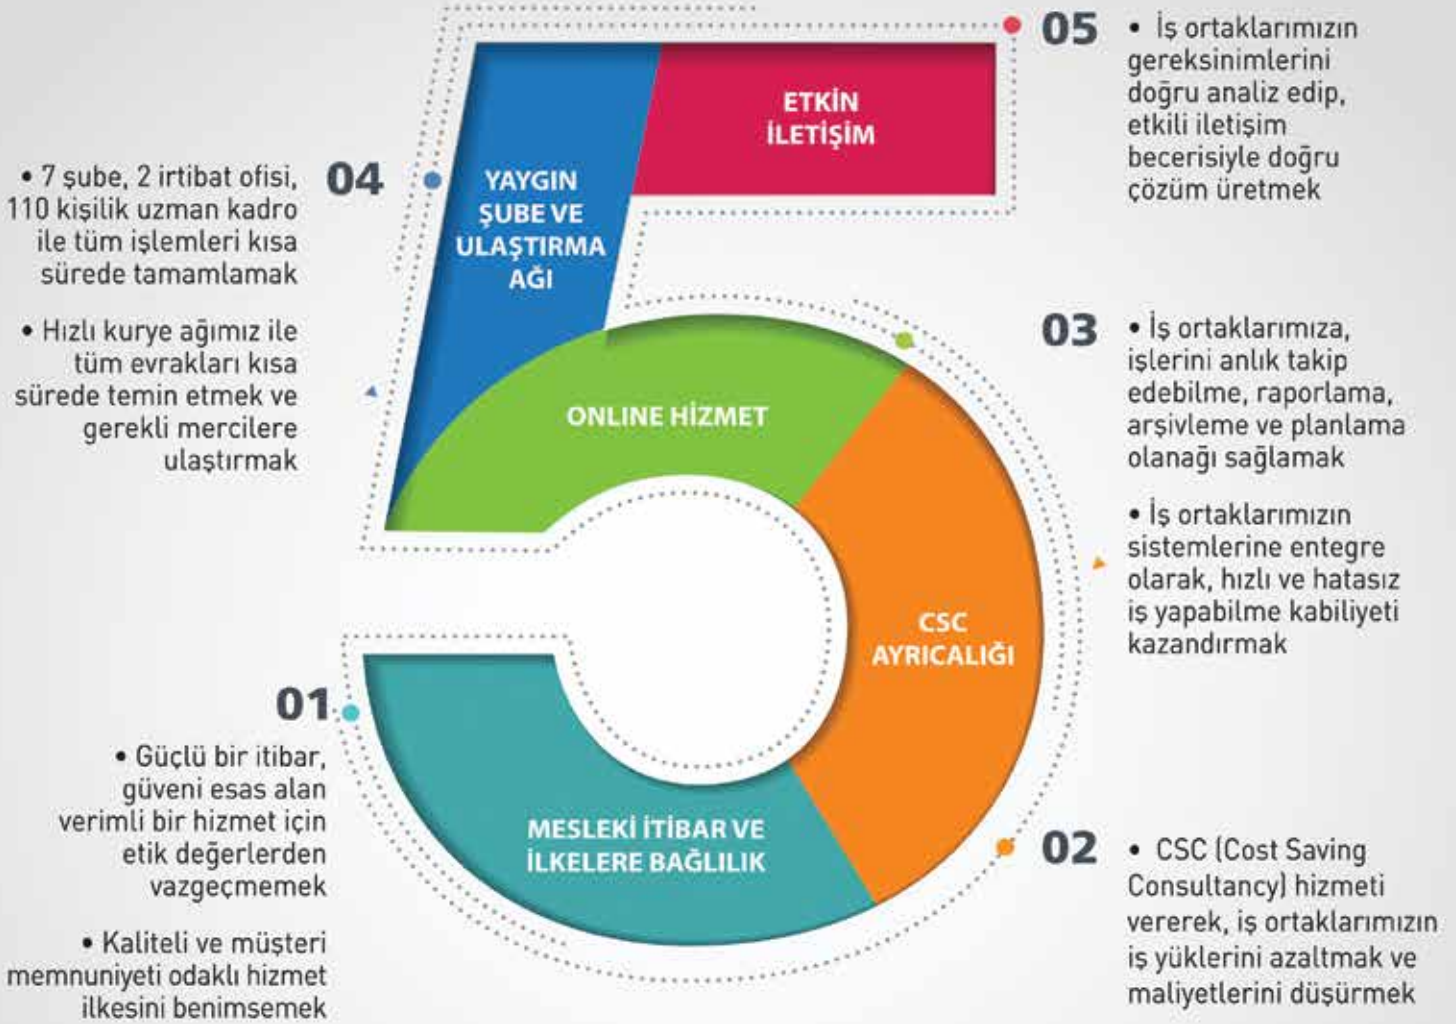 05
• İş ortaklarımızın
gereksinimlerini
doğru analiz edip,
etkili iletişim
becerisiyle doğru
çözüm üretmek
ETKİN
İLETİŞİM
04
• 7 şube, 2 irtibat ofisi,
110 kişilik uzman kadro
ile tüm işlemleri kısa
sürede tamamlamak
• Hızlı kurye ağımız ile
tüm evrakları kısa
sürede temin etmek ve
gerekli mercilere
ulaştırmak
YAYGIN
ŞUBE VE
ULAŞTIRMA
AĞI
03
• İş ortaklarımıza,
işlerini anlık takip
edebilme, raporlama,
arşivleme ve planlama
olanağı sağlamak
• İş ortaklarımızın
sistemlerine entegre
olarak, hızlı ve hatasız
iş yapabilme kabiliyeti
kazandırmak
ONLINE HİZMET
CSC
AYRICALIĞI
01
• Güçlü bir itibar,
güveni esas alan
verimli bir hizmet için
etik değerlerden
vazgeçmemek
• Kaliteli ve müşteri
memnuniyeti odaklı hizmet
ilkesini benimsemek
MESLEKİ İTİBAR VE
İLKELERE BAĞLILIK
02
• CSC (Cost Saving
Consultancy) hizmeti
vererek, iş ortaklarımızın
iş yüklerini azaltmak ve
maliyetlerini düşürmek